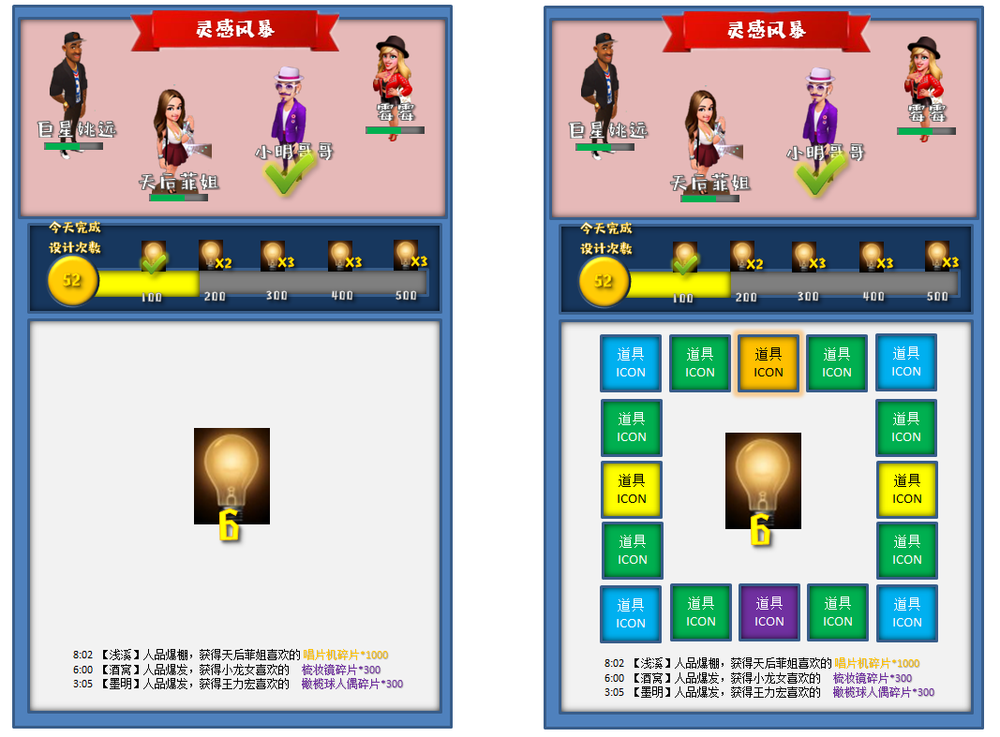 灵感风暴
巨星姚远
霉霉
小明哥哥
天后菲姐
今天完成
设计次数
52
X2 X3 X3 X3
100 200 300 400 500
6
8:02 【浅溪】人品爆棚，获得天后菲姐喜欢的 唱片机碎片*1000
6:00 【酒窝】人品爆发，获得小龙女喜欢的 梳妆镜碎片*300
3:05 【墨明】人品爆发，获得王力宏喜欢的 橄榄球人偶碎片*300
灵感风暴
巨星姚远
霉霉
小明哥哥
天后菲姐
今天完成
设计次数
52
X2 X3 X3 X3
100 200 300 400 500
道具 道具 道具 道具 道具
ICON ICON ICON ICON ICON
道具 道具
ICON ICON
道具 道具
ICON ICON
6
道具 道具
ICON ICON
道具 道具 道具 道具 道具
ICON ICON ICON ICON ICON
8:02 【浅溪】人品爆棚，获得天后菲姐喜欢的 唱片机碎片*1000
6:00 【酒窝】人品爆发，获得小龙女喜欢的 梳妆镜碎片*300
3:05 【墨明】人品爆发，获得王力宏喜欢的 橄榄球人偶碎片*300